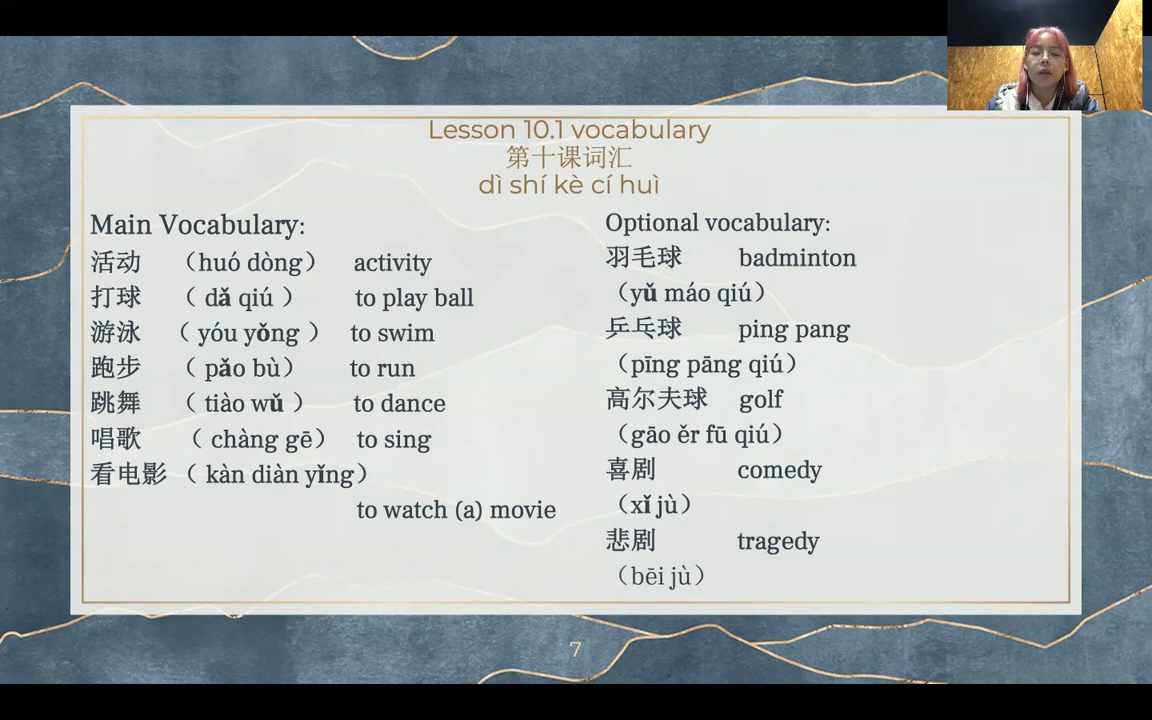 Lesson 10.1 vocabulary
第十课词汇
dì shí kè cí huì
Main Vocabulary:
活动 （huó dòng） activity
打球 （ dǎ qiú ） to play ball
游泳 （ yóu yǒng ） to swim
跑步 （ pǎo bù） to run
跳舞 （ tiào wǔ ） to dance
唱歌 （ chàng gē） to sing
看电影 （ kàn diàn yǐng）
to watch (a) movie
Optional vocabulary:
羽毛球 badminton
（yǔ máo qiú）
乒乓球 ping pang
（pīng pāng qiú）
高尔夫球 golf
（gāo ěr fū qiú）
喜剧 comedy
（xǐ jù）
悲剧 tragedy
（bēi jù）
7